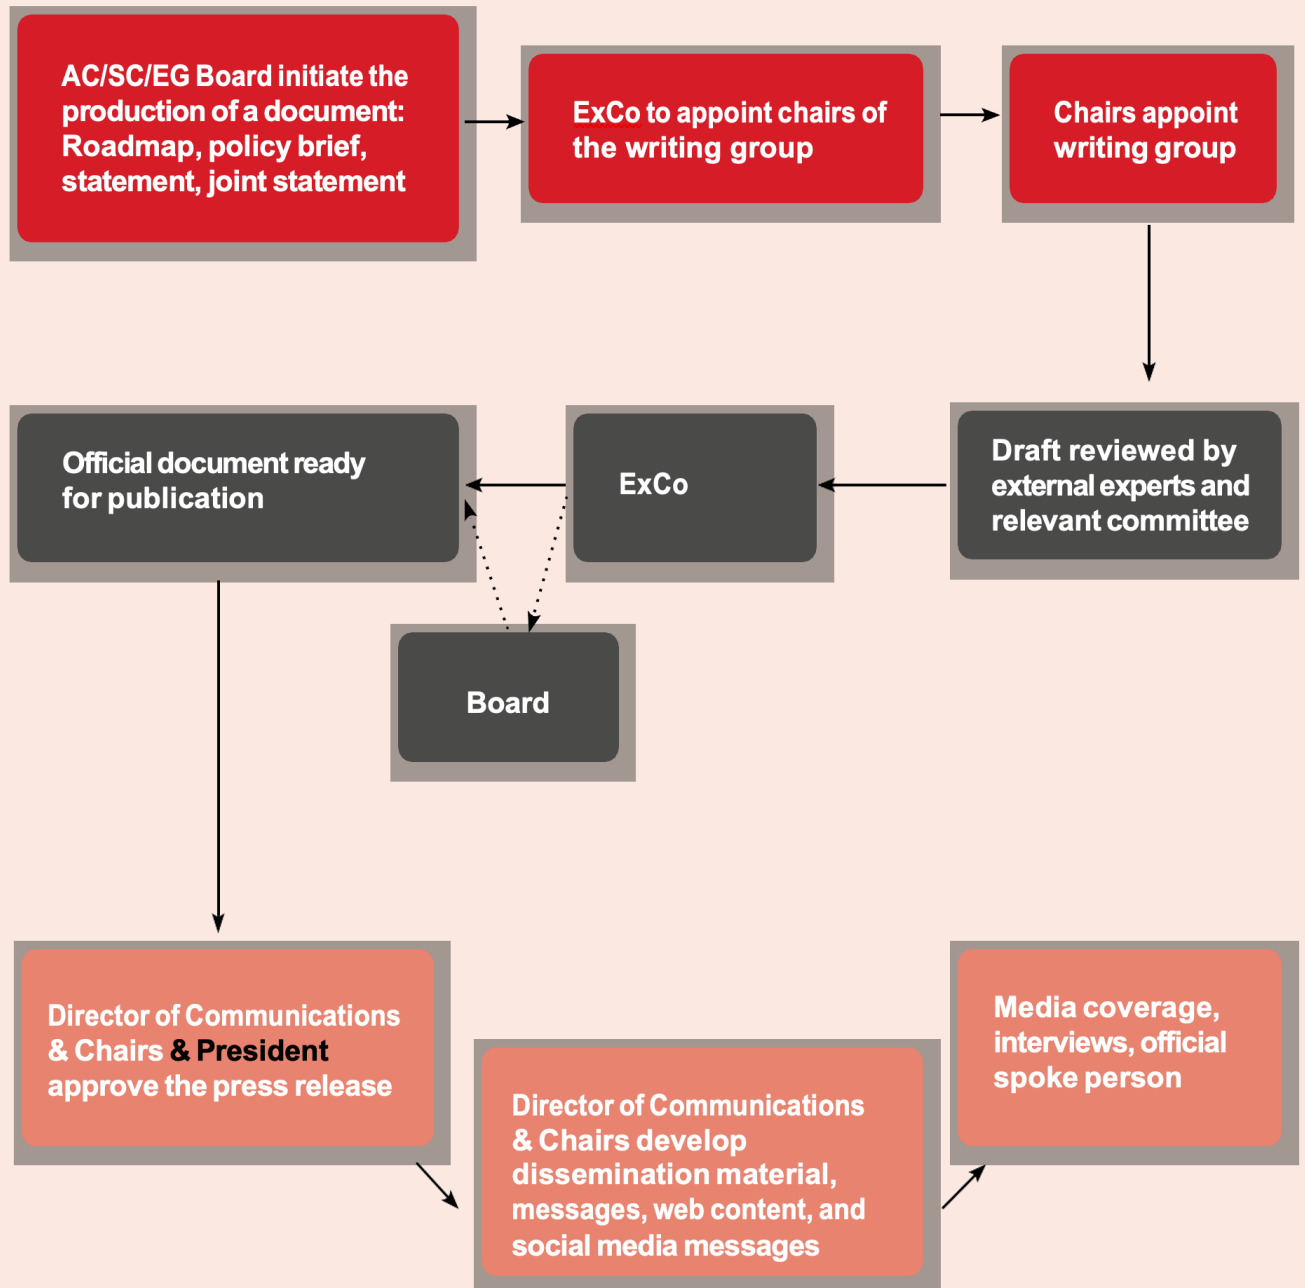 AC/SC/EG Board initiate the
production of a document:
Roadmap, policy brief,
statement, joint statement
ExCo to appoint chairs of
the writing group
Chairs appoint
writing group
Draft reviewed by
external experts and
relevant committee
ExCo
Official document ready
for publication
Board
Director of Communications
& Chairs & President
approve the press release
Director of Communications
& Chairs develop
dissemination material,
messages, web content, and
social media messages
Media coverage,
interviews, official
spoke person